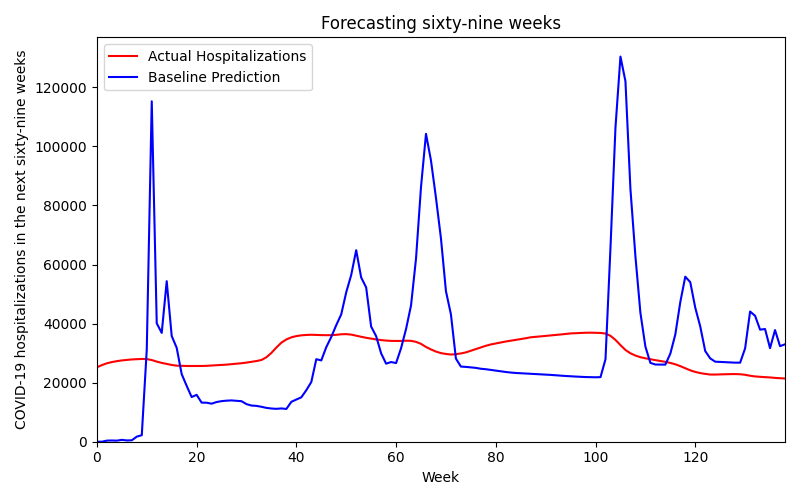 Forecasting sixty-nine weeks
Actual Hospitalizations
Baseline Prediction
COVID-19 hospitalizations in the next sixty-nine weeks
120000
100000
80000
60000
40000
20000
0
0 20 40 60 80 100 120
Week